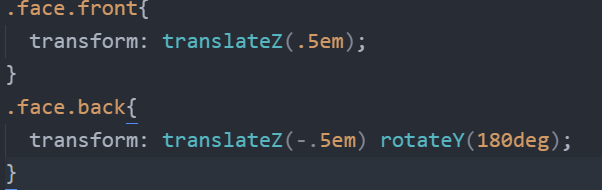 .face.front{
transform: translateZ(.5em);
}
.face.back{
transform: translateZ(-.5em) rotateY(180deg);
}